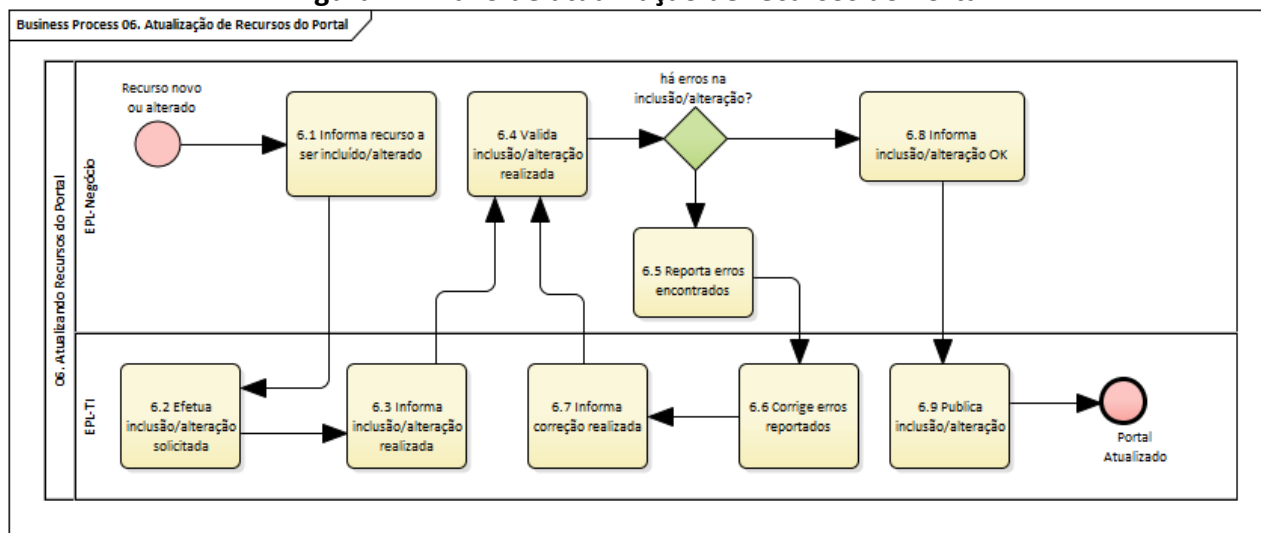 Business Process 06. Atualização de Recursos do Portal
06. Atualizando Recursos do Portal
EPL-Negócio
Recurso novo
ou alterado
6.1 Informa recurso a
ser incluído/alterado
6.4 Valida
inclusão/alteração
realizada
há erros na
inclusão/alteração?
6.8 Informa
inclusão/alteração OK
6.5 Reporta erros
encontrados
EPL-TI
6.2 Efetua
inclusão/alteração
solicitada
6.3 Informa
inclusão/alteração
realizada
6.7 Informa
correção realizada
6.6 Corrige erros
reportados
6.9 Publica
inclusão/alteração
Portal
Atualizado